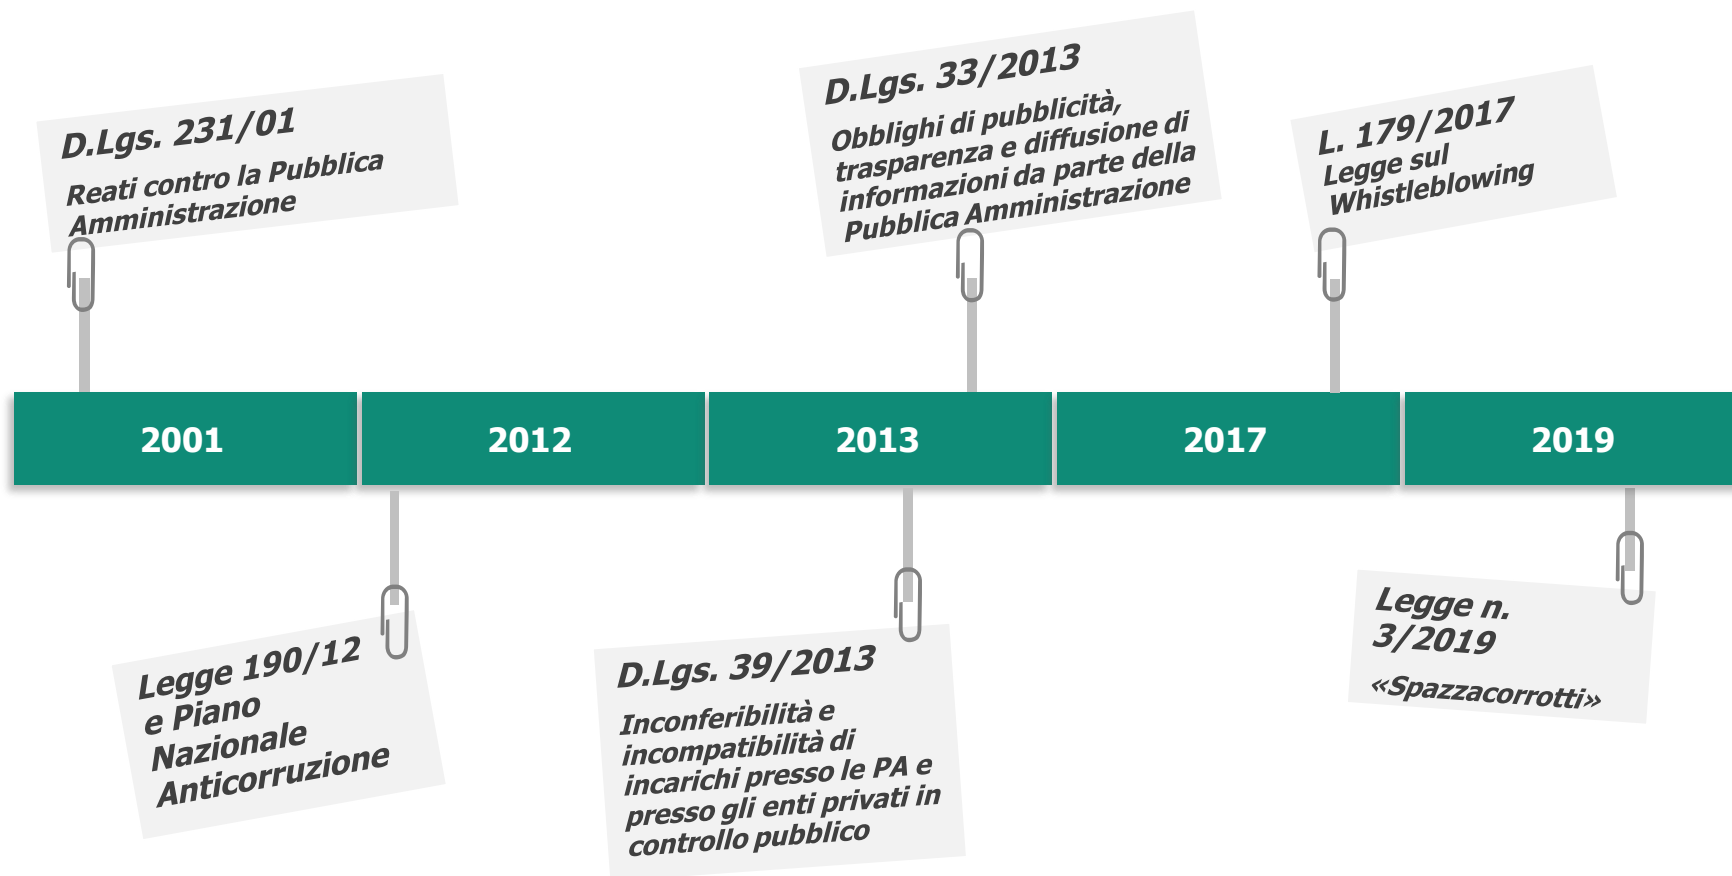 D.Lgs. 231/01
Reati contro la Pubblica
Amministrazione
D.Lgs. 33/2013
Obblighi di pubblicità,
trasparenza e diffusione di
informazioni da parte della
Pubblica Amministrazione
L. 179/2017
Legge sul
Whistleblowing
2001
2012
2013
2017
2019
Legge 190/12
e Piano
Nazionale
Anticorruzione
D.Lgs. 39/2013
Inconferibilità e
incompatibilità di
incarichi presso le PA e
presso gli enti privati in
controllo pubblico
Legge n.
3/2019
«Spazzacorrotti»